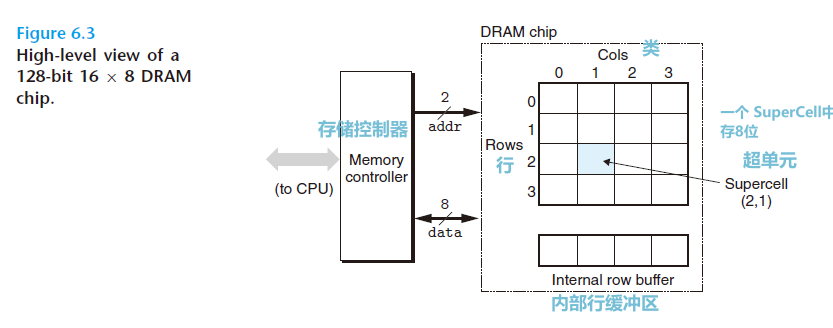 Figure 6.3
High-level view of a
128-bit 16 × 8 DRAM
chip.
DRAM chip
Cols 类
0 1 2 3
2
addr
存储控制器
Memory
controller
(to CPU)
8
data
Rows
行
0
1
2
3
一个 SuperCell中
存8位
超单元
Supercell
(2,1)
Internal row buffer
内部行缓冲区